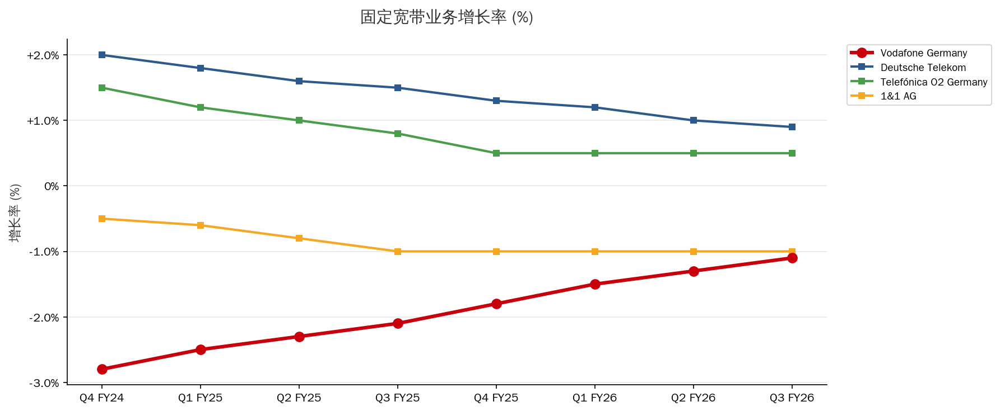 固定宽带业务增长率 (%)
增长率 (%)
+2.0%
+1.0%
0%
-1.0%
-2.0%
-3.0%
Q4 FY24 Q1 FY25 Q2 FY25 Q3 FY25 Q4 FY25 Q1 FY26 Q2 FY26 Q3 FY26
Vodafone Germany
Deutsche Telekom
Telefónica O2 Germany
1&1 AG